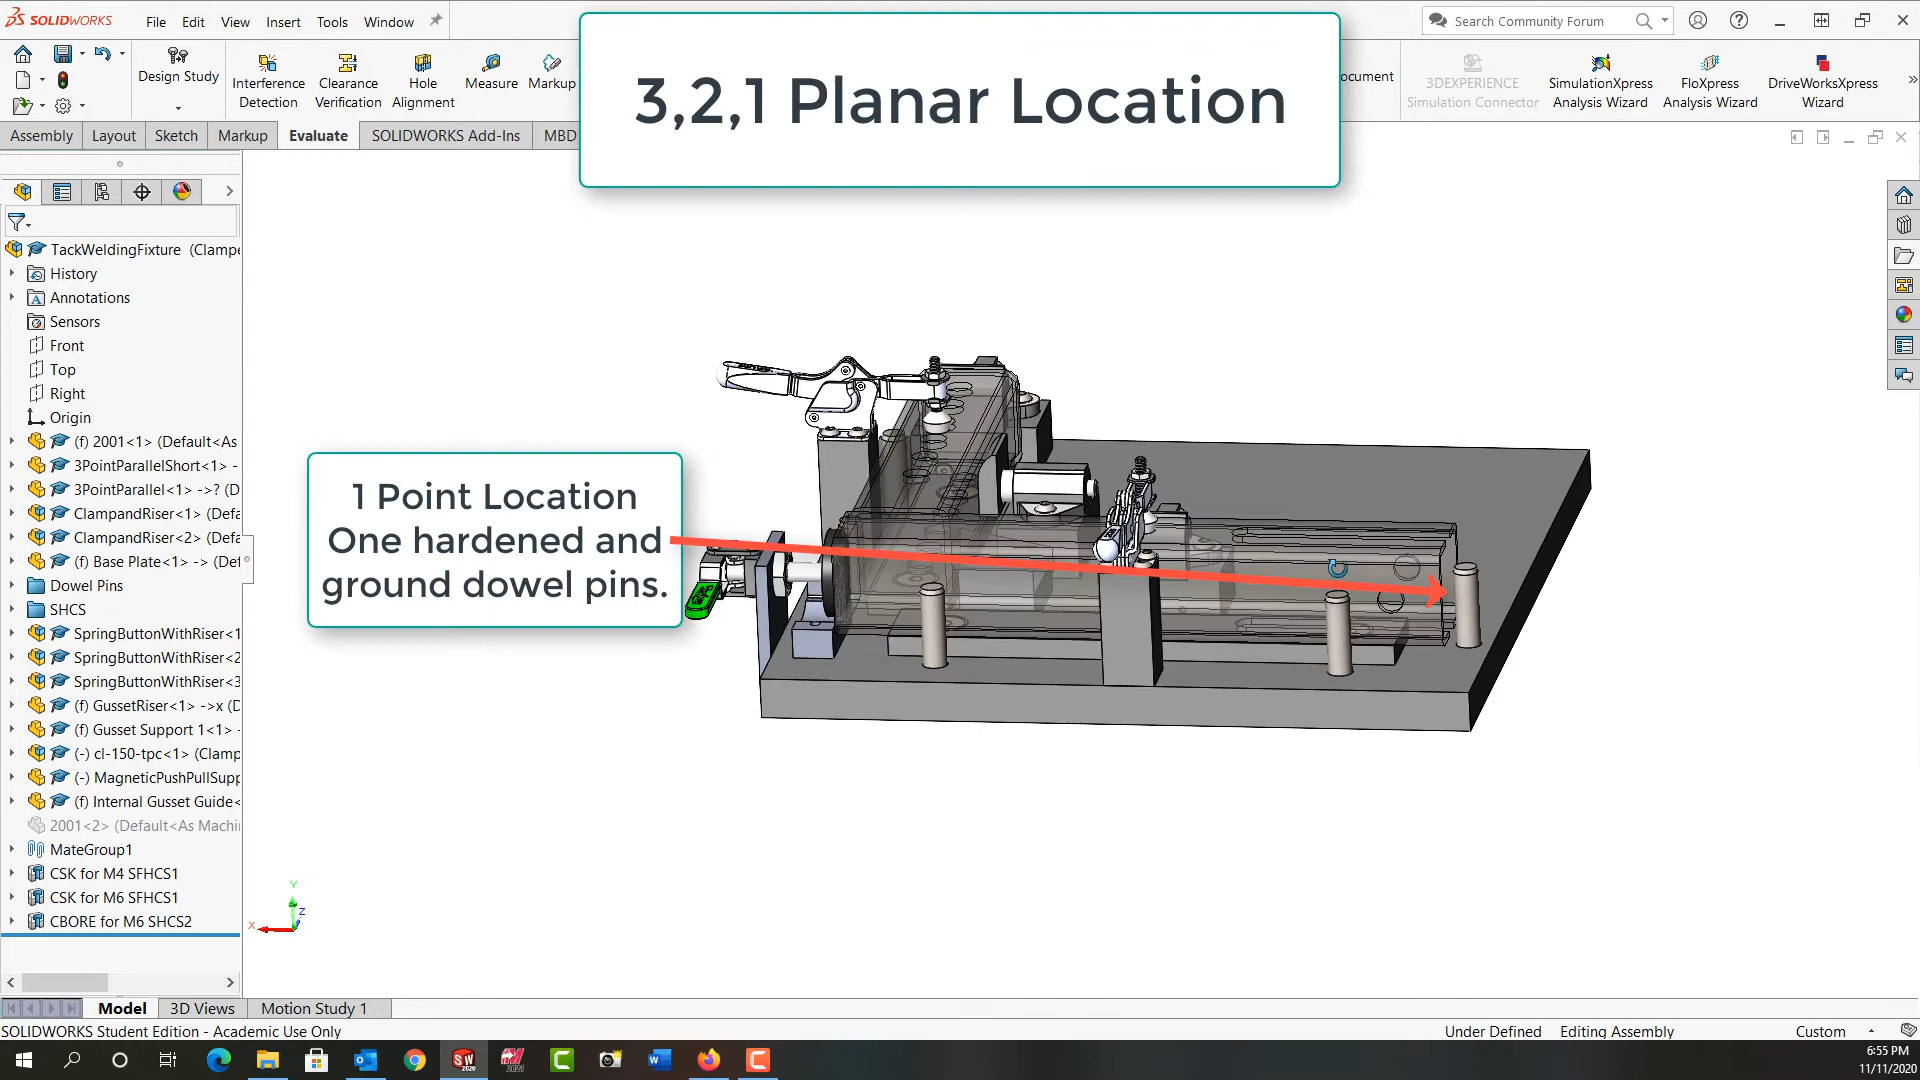 SOLIDWORKS
File Edit View Insert Tools Window
3,2,1 Planar Location
Search Community Forum
Design Study
Interference Detection
Clearance Verification
Hole Alignment
Measure
Markup
ocument
3DEXPERIENCE Simulation Connector
SimulationXpress Analysis Wizard
FloXpress Analysis Wizard
DriveWorksXpress Wizard
Assembly Layout Sketch Markup Evaluate SOLIDWORKS Add-Ins MBD
TackWeldingFixture (Clampe
History
Annotations
Sensors
Front
Top
Right
Origin
(f) 2001<1> (Default<As
3PointParallelShort<1> -
3PointParallel<1> ->? (D
ClampandRiser<1> (Defa
ClampandRiser<2> (Defa
(f) Base Plate<1> -> (Def
Dowel Pins
SHCS
SpringButtonWithRiser<1
SpringButtonWithRiser<2
SpringButtonWithRiser<3
(f) GussetRiser<1> ->x (D
(f) Gusset Support 1<1> -
(-) cl-150-tpc<1> (Clamp
(-) MagneticPushPullSupp
(f) Internal Gusset Guide<
2001<2> (Default<As Machi
MateGroup1
CSK for M4 SFHCS1
CSK for M6 SFHCS1
CBORE for M6 SHCS2
1 Point Location
One hardened and
ground dowel pins.
Y
Z
X
Model 3D Views Motion Study 1
SOLIDWORKS Student Edition - Academic Use Only
Under Defined Editing Assembly Custom
6:55 PM
11/11/2020